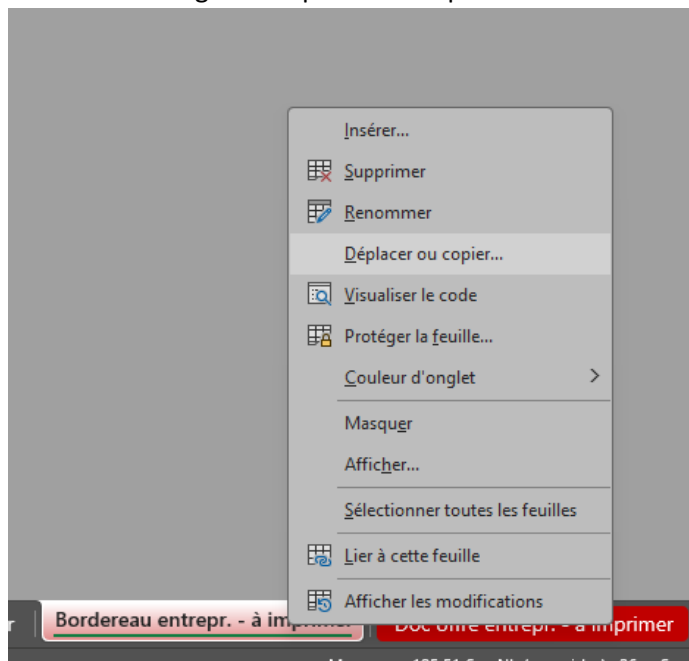 Insérer...
Supprimer
Renommer
Déplacer ou copier...
Visualiser le code
Protéger la feuille...
Couleur d'onglet
Masquer
Afficher...
Sélectionner toutes les feuilles
Lier à cette feuille
Afficher les modifications
r Bordereau entrepr. - à imprimer Doc offre entrepr. - à imprimer